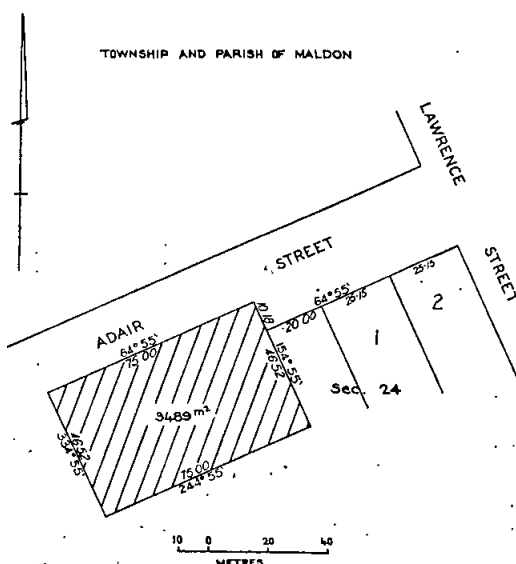 TOWNSHIP AND PARISH OF MALDON
LAWRENCE
STREET
STREET
ADAIR
64°55'
75.00
10.18
20.00
64°55'
25.15
25.15
1
2
Sec. 24
154°55'
46.52
3489 m²
46.52
334°55'
75.00
244°55'
10 0 20 40
METRES